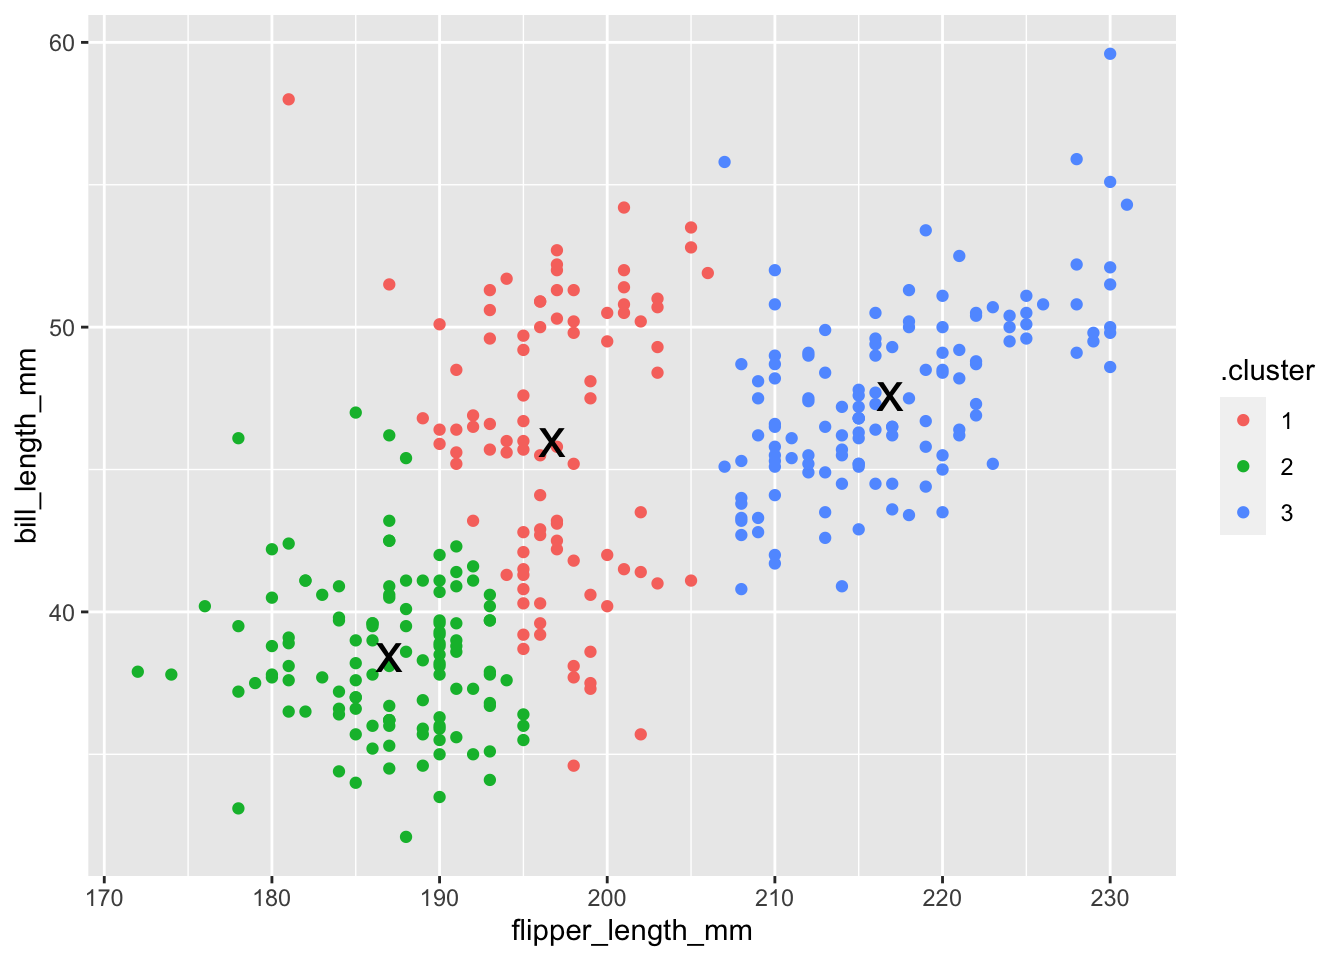 60
50
40
bill_length_mm
X
X
X
170 180 190 200 210 220 230
flipper_length_mm
.cluster
1
2
3